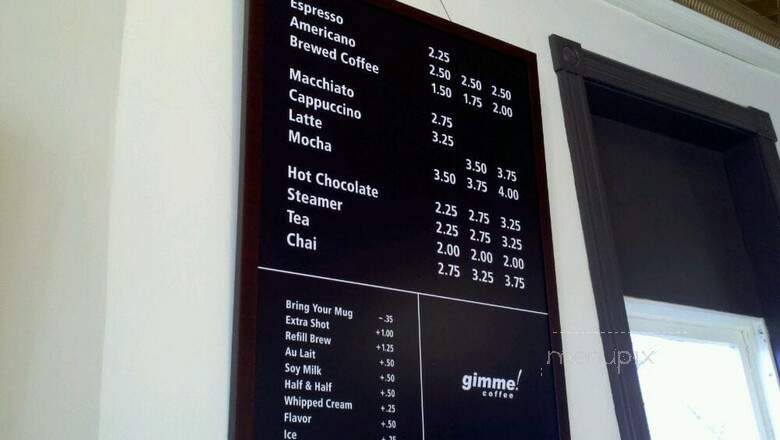 Espresso 2.25
Americano 2.50 2.50 2.50
Brewed Coffee 1.50 1.75 2.00
Macchiato 2.75
Cappuccino 3.25
Latte 3.50 3.75
Mocha 3.50 3.75 4.00
Hot Chocolate 2.25 2.75 3.25
Steamer 2.25 2.75 3.25
Tea 2.00 2.00 2.00
Chai 2.75 3.25 3.75
Bring Your Mug -.35
Extra Shot +1.00
Refill Brew +1.25
Au Lait +.50
Soy Milk +.50
Half & Half +.50
Whipped Cream +.25
Flavor +.50
Ice
gimme!
coffee
menupix